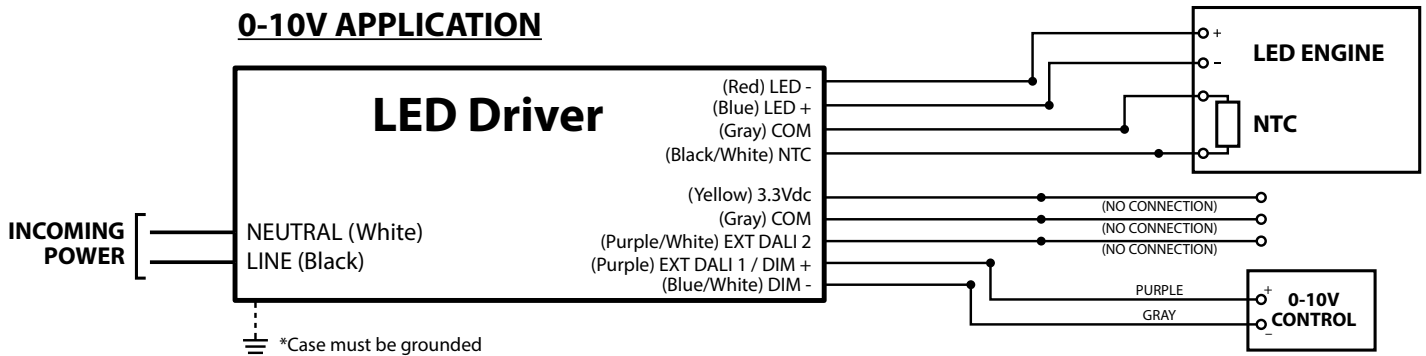 0-10V APPLICATION
LED Driver
(Red) LED -
(Blue) LED +
(Gray) COM
(Black/White) NTC
(Yellow) 3.3Vdc
(Gray) COM
(Purple/White) EXT DALI 2
(Purple) EXT DALI 1 / DIM +
(Blue/White) DIM -
INCOMING
POWER
NEUTRAL (White)
LINE (Black)
*Case must be grounded
+
LED ENGINE
–
NTC
(NO CONNECTION)
(NO CONNECTION)
(NO CONNECTION)
PURPLE
GRAY
+
0-10V
CONTROL
–